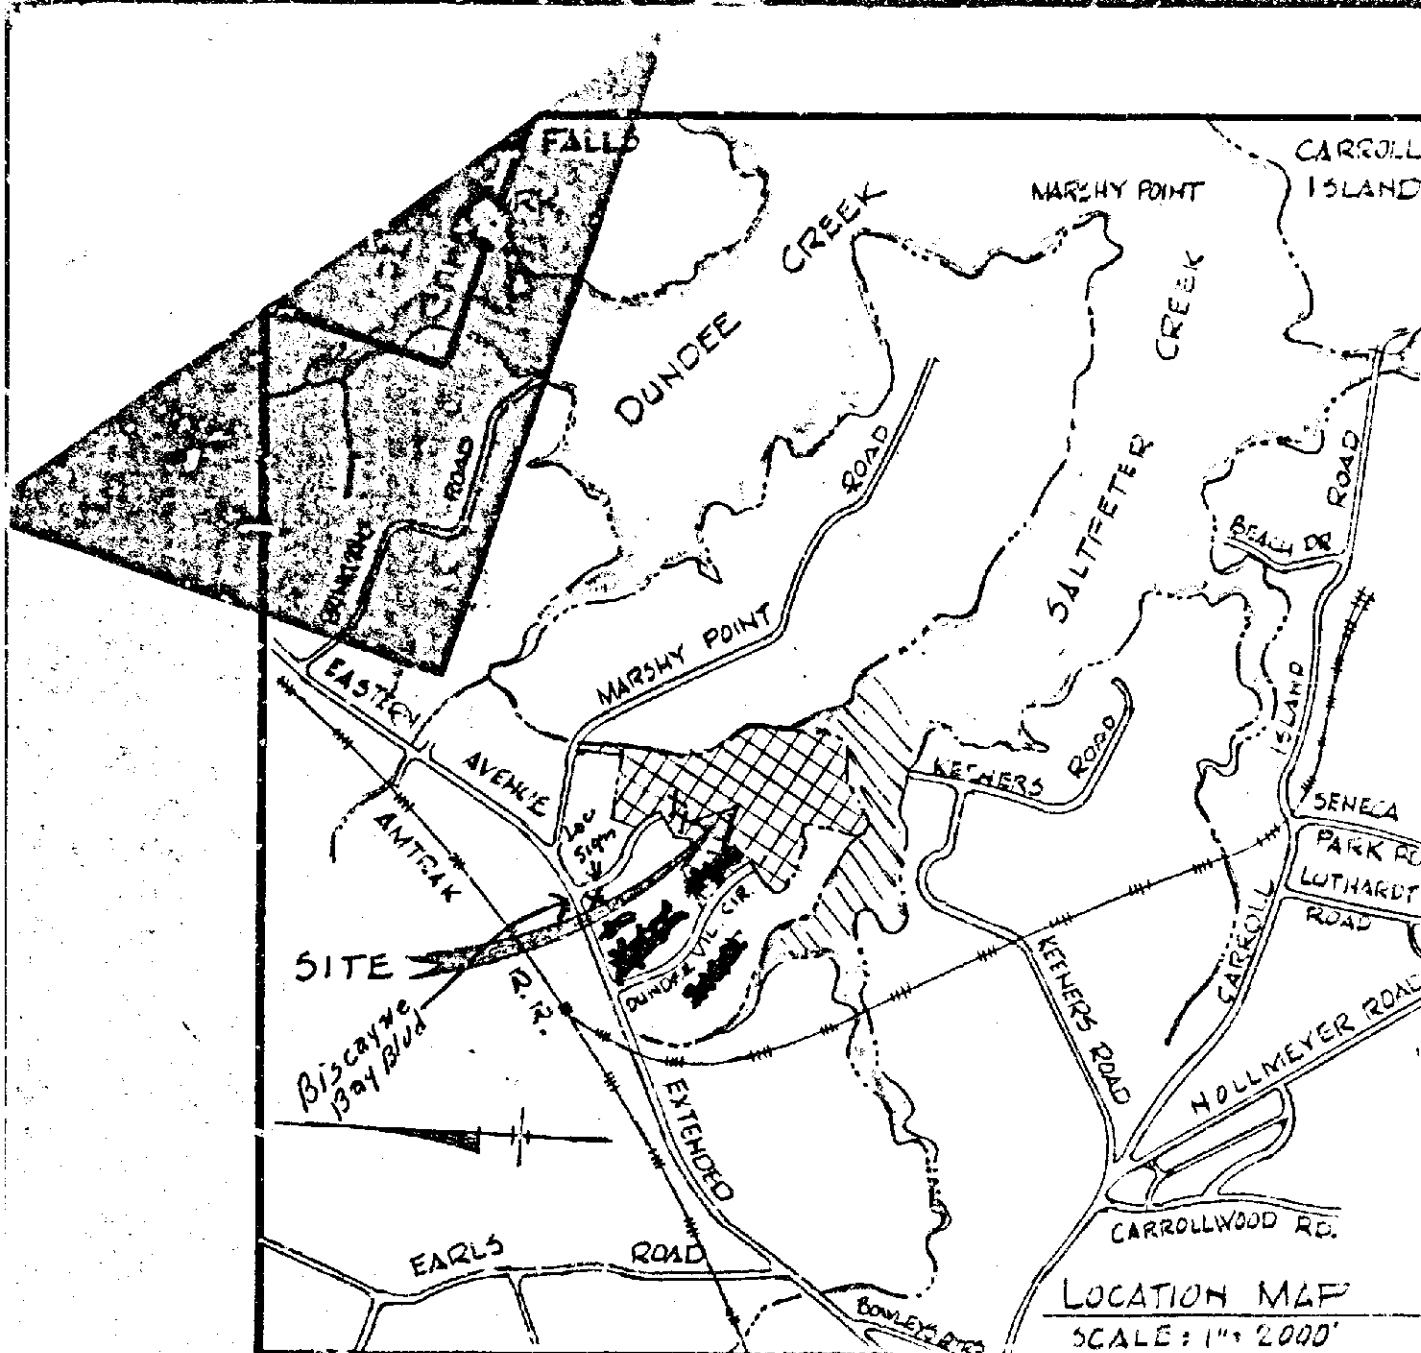 FALLS
CARROLL
ISLAND
MARSHY POINT
DUNDEE CREEK
SALTPETER CREEK
ROAD
ROAD
BEACH DR
ROAD
MARSHY POINT
ISLAND
EASTERN
AVENUE
KEENERS
ROAD
AMTRAK
R.R.
Loc
Sign
SENECA
PARK RD
LUTHARDT
ROAD
SITE
DUNDEE VIL CIR.
CARROLL
KEENERS ROAD
Biscayne
Bay Blvd
HOLLMEYER ROAD
EXTENDED
EARLS ROAD
CARROLLWOOD RD.
BOWLEYS QTRS
LOCATION MAP
SCALE: 1" = 2000'